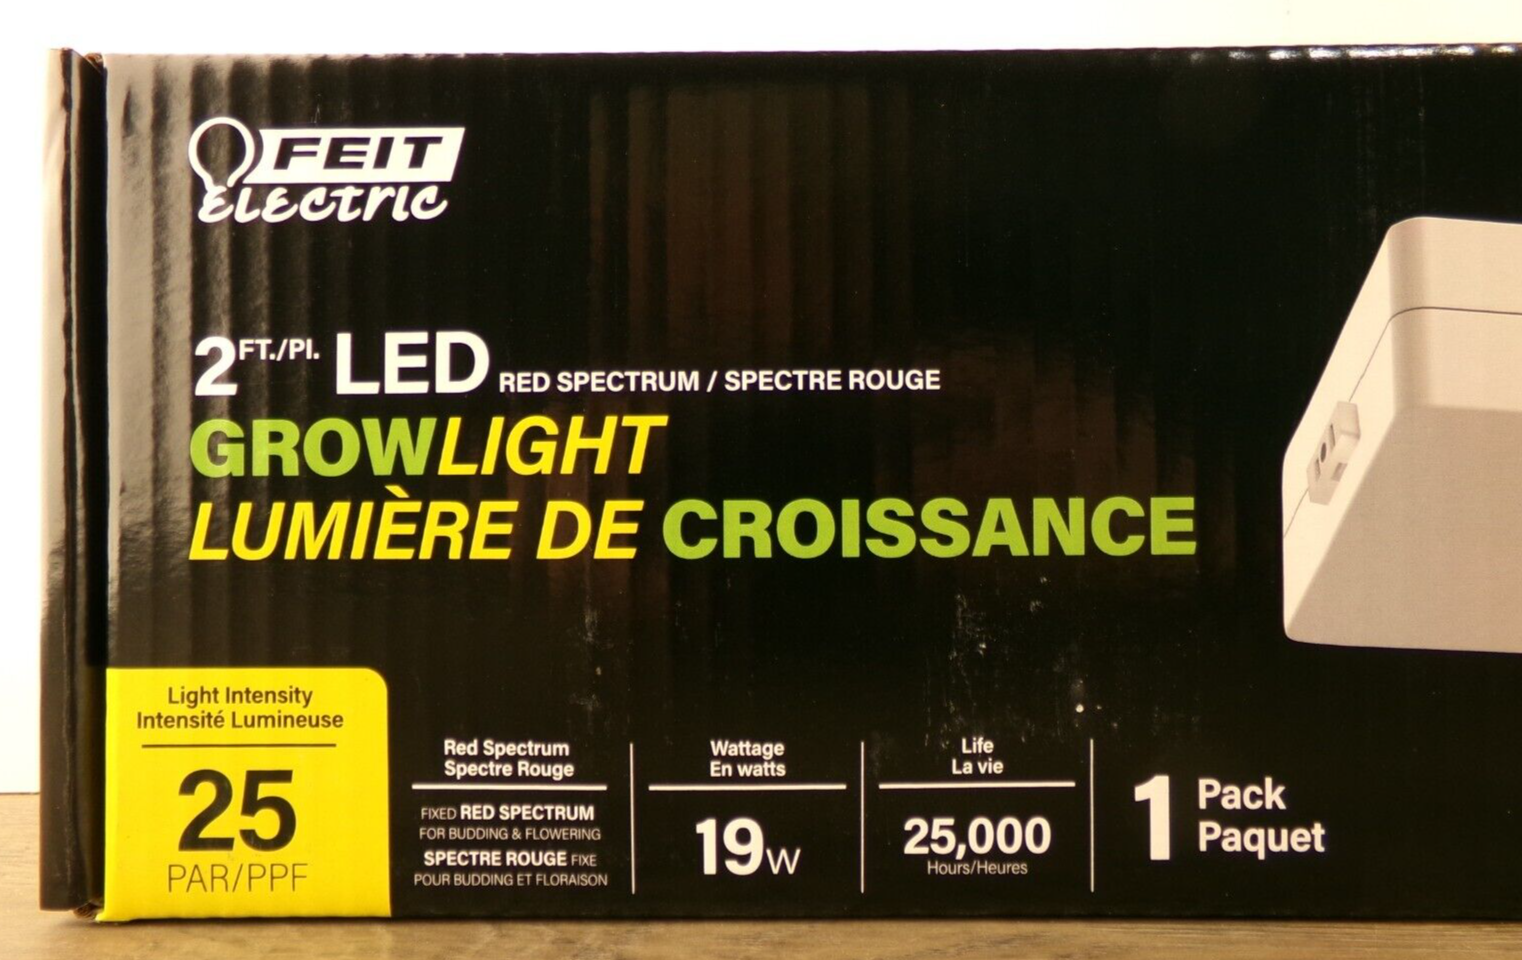 FEIT
ELECTRIC
2 FT./PI. LED RED SPECTRUM / SPECTRE ROUGE
GROWLIGHT
LUMIÈRE DE CROISSANCE
Light Intensity
Intensité Lumineuse
25
PAR/PPF
Red Spectrum
Spectre Rouge
FIXED RED SPECTRUM
FOR BUDDING & FLOWERING
SPECTRE ROUGE FIXE
POUR BUDDING ET FLORAISON
Wattage
En watts
19W
Life
La vie
25,000
Hours/Heures
1 Pack
Paquet